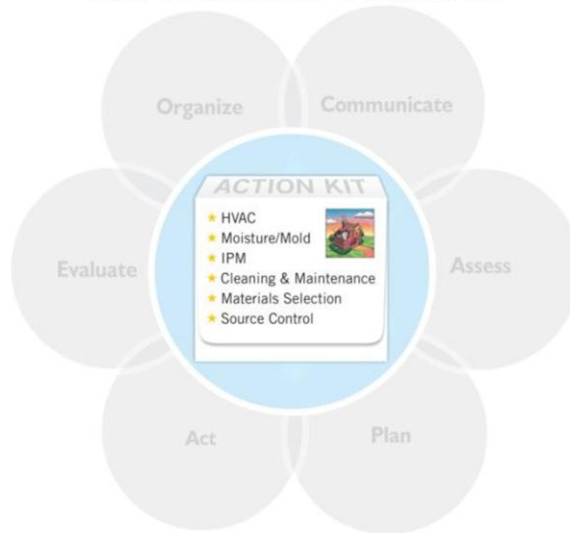 Organize
Communicate
ACTION KIT
★ HVAC
★ Moisture/Mold
★ IPM
★ Cleaning & Maintenance
★ Materials Selection
★ Source Control
Evaluate
Assess
Act
Plan